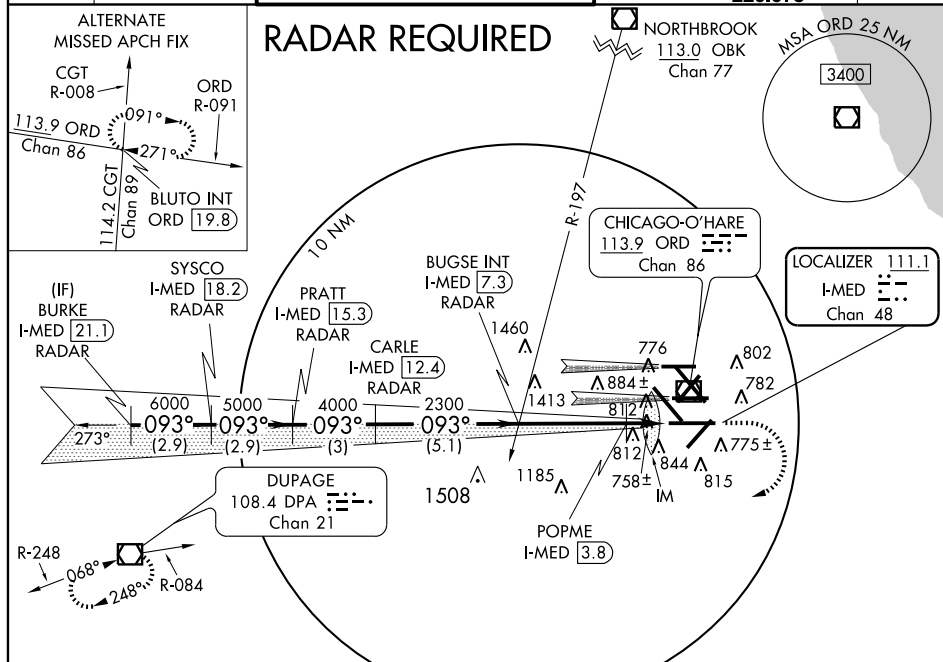 ALTERNATE
MISSED APCH FIX
CGT
R-008
ORD
R-091
091°
113.9 ORD
Chan 86
271°
114.2 CGT
Chan 89
BLUTO INT
ORD 19.8
RADAR REQUIRED
NORTHBROOK
113.0 OBK
Chan 77
MSA ORD 25 NM
3400
10 NM
R-197
CHICAGO-O'HARE
113.9 ORD
Chan 86
LOCALIZER 111.1
I-MED
Chan 48
(IF)
BURKE
I-MED 21.1
RADAR
SYSCO
I-MED 18.2
RADAR
PRATT
I-MED 15.3
RADAR
CARLE
I-MED 12.4
RADAR
BUGSE INT
I-MED 7.3
RADAR
1460
1413
776
884±
802
782
812
812
844
775±
815
758±
IM
1185
1508
6000
5000
4000
2300
273°
093°
093°
093°
093°
(2.9)
(2.9)
(3)
(5.1)
POPME
I-MED 3.8
DUPAGE
108.4 DPA
Chan 21
R-248
068°
248°
R-084